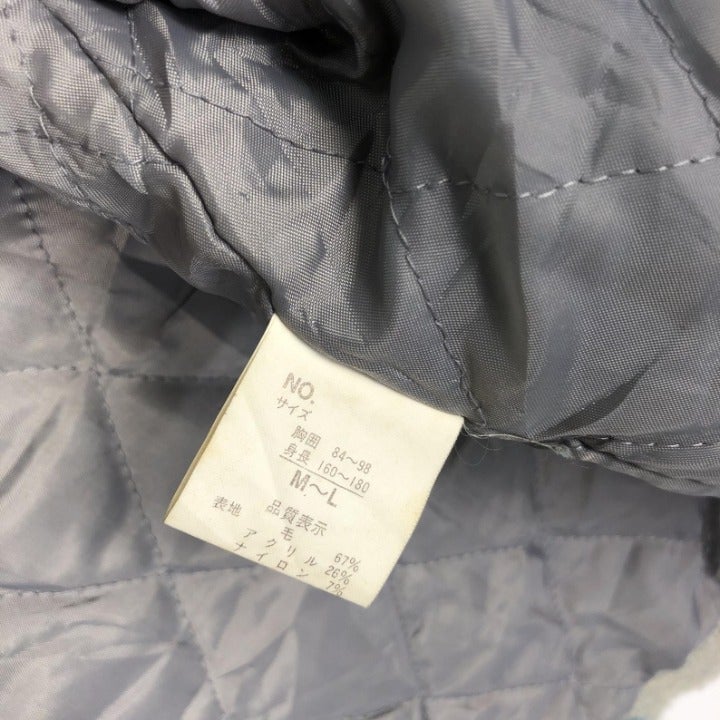 NO.
サイズ
胸囲 84～98
身長 160～180
M～L
品質表示
表地 毛 67%
アクリル 26%
ナイロン 7%